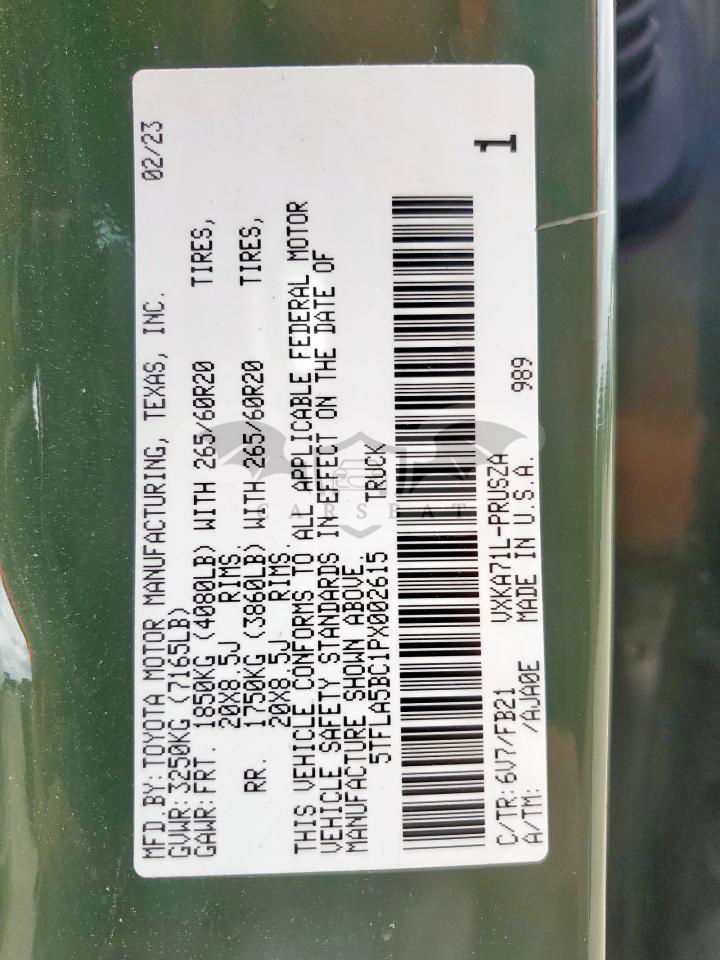 MFD.BY:TOYOTA MOTOR MANUFACTURING, TEXAS, INC. 02/23
GVWR:3250KG (7165LB)
GAWR:FRT. 1850KG (4080LB) WITH 265/60R20 TIRES,
20X8.5J RIMS
RR. 1750KG (3860LB) WITH 265/60R20 TIRES,
20X8.5J RIMS
THIS VEHICLE CONFORMS TO ALL APPLICABLE FEDERAL MOTOR
VEHICLE SAFETY STANDARDS IN EFFECT ON THE DATE OF
MANUFACTURE SHOWN ABOVE.
5TFLA5BC1PX002615 TRUCK
C/TR:6V7/FB21 VXKA71L-PRUSZA 989
A/TM: /AJA0E MADE IN U.S.A.
1
CARSEAT